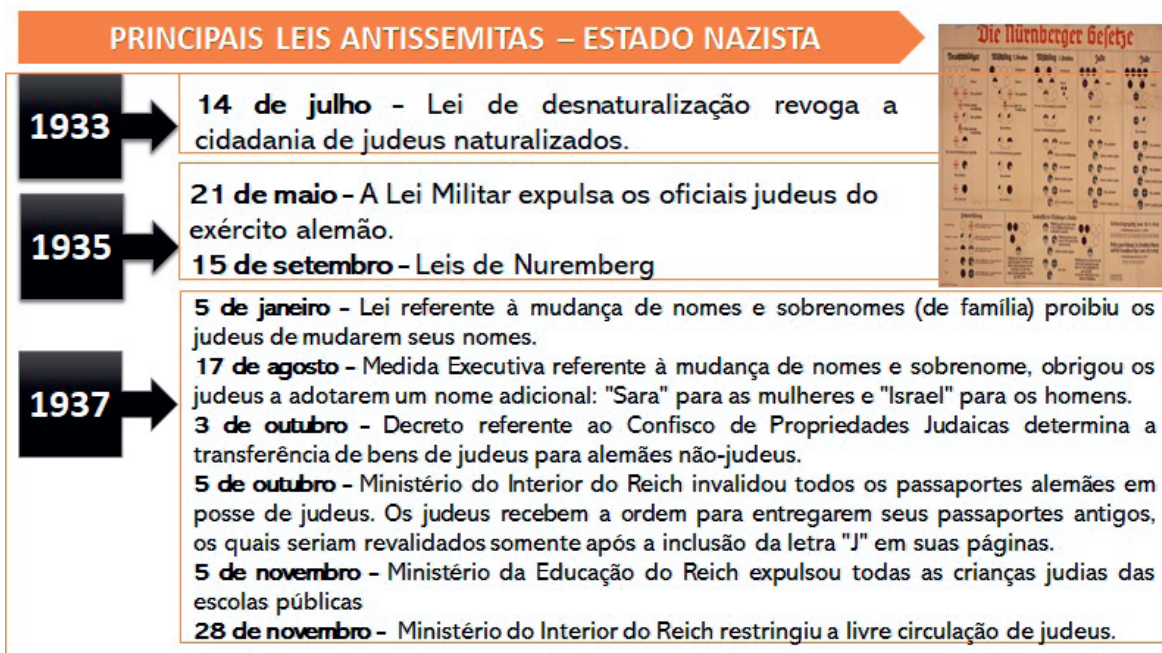 PRINCIPAIS LEIS ANTISSEMITAS – ESTADO NAZISTA
Die Nürnberger Gesetze
1933
14 de julho – Lei de desnaturalização revoga a
cidadania de judeus naturalizados.
1935
21 de maio – A Lei Militar expulsa os oficiais judeus do
exército alemão.
15 de setembro – Leis de Nuremberg
1937
5 de janeiro – Lei referente à mudança de nomes e sobrenomes (de família) proibiu os
judeus de mudarem seus nomes.
17 de agosto – Medida Executiva referente à mudança de nomes e sobrenome, obrigou os
judeus a adotarem um nome adicional: "Sara" para as mulheres e "Israel" para os homens.
3 de outubro – Decreto referente ao Confisco de Propriedades Judaicas determina a
transferência de bens de judeus para alemães não-judeus.
5 de outubro – Ministério do Interior do Reich invalidou todos os passaportes alemães em
posse de judeus. Os judeus recebem a ordem para entregarem seus passaportes antigos,
os quais seriam revalidados somente após a inclusão da letra "J" em suas páginas.
5 de novembro – Ministério da Educação do Reich expulsou todas as crianças judias das
escolas públicas
28 de novembro – Ministério do Interior do Reich restringiu a livre circulação de judeus.